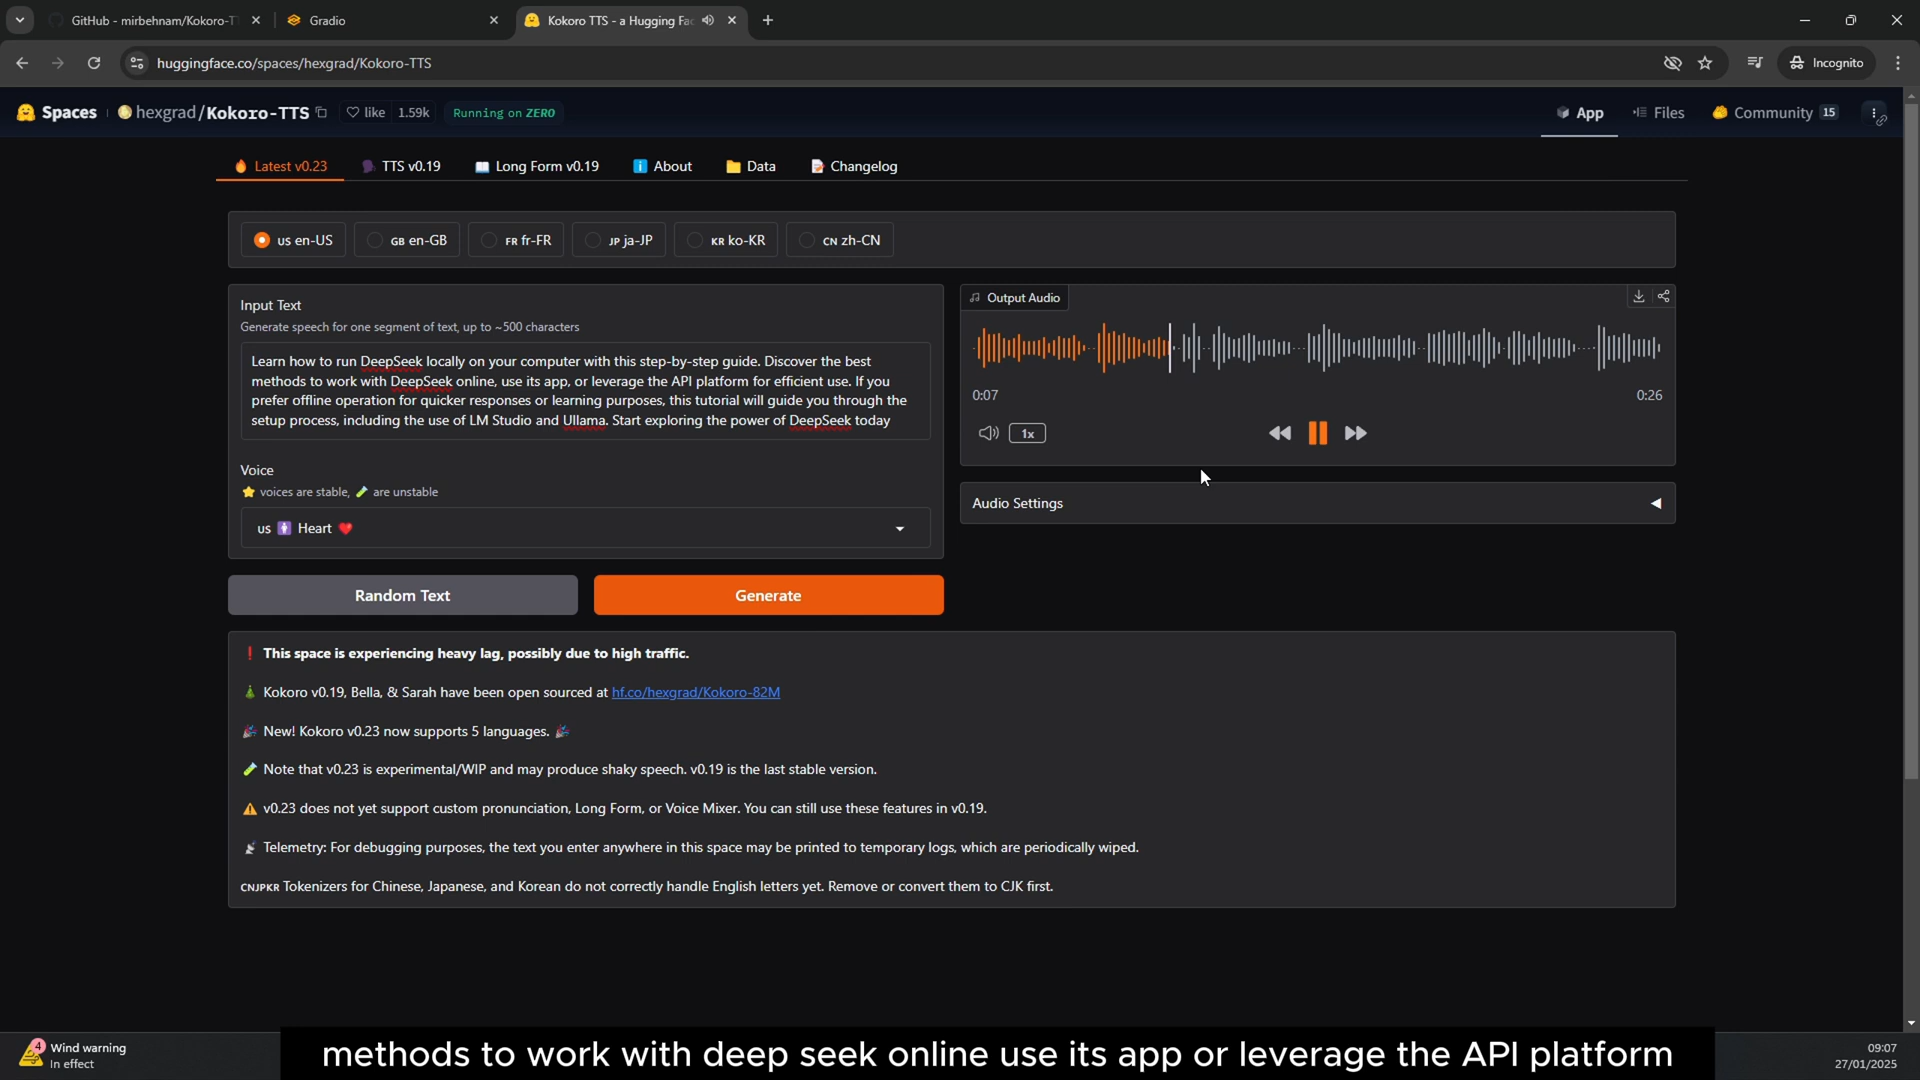 GitHub - mirbehnam/Kokoro-T
Gradio
Kokoro TTS - a Hugging Fac
huggingface.co/spaces/hexgrad/Kokoro-TTS
Incognito
Spaces
hexgrad/Kokoro-TTS
like 1.59k
Running on ZERO
App
Files
Community 15
Latest v0.23
TTS v0.19
Long Form v0.19
About
Data
Changelog
us en-US
GB en-GB
FR fr-FR
JP ja-JP
KR ko-KR
CN zh-CN
Input Text
Generate speech for one segment of text, up to ~500 characters
Learn how to run DeepSeek locally on your computer with this step-by-step guide. Discover the best
methods to work with DeepSeek online, use its app, or leverage the API platform for efficient use. If you
prefer offline operation for quicker responses or learning purposes, this tutorial will guide you through the
setup process, including the use of LM Studio and Ullama. Start exploring the power of DeepSeek today
Output Audio
0:07
0:26
1x
Audio Settings
Voice
⭐ voices are stable, 🧪 are unstable
us 🚺 Heart ❤️
Random Text
Generate
❗ This space is experiencing heavy lag, possibly due to high traffic.
🎄 Kokoro v0.19, Bella, & Sarah have been open sourced at hf.co/hexgrad/Kokoro-82M
🎉 New! Kokoro v0.23 now supports 5 languages. 🎉
🧪 Note that v0.23 is experimental/WIP and may produce shaky speech. v0.19 is the last stable version.
⚠️ v0.23 does not yet support custom pronunciation, Long Form, or Voice Mixer. You can still use these features in v0.19.
📡 Telemetry: For debugging purposes, the text you enter anywhere in this space may be printed to temporary logs, which are periodically wiped.
CNJPKR Tokenizers for Chinese, Japanese, and Korean do not correctly handle English letters yet. Remove or convert them to CJK first.
4
Wind warning
In effect
methods to work with deep seek online use its app or leverage the API platform
09:07
27/01/2025